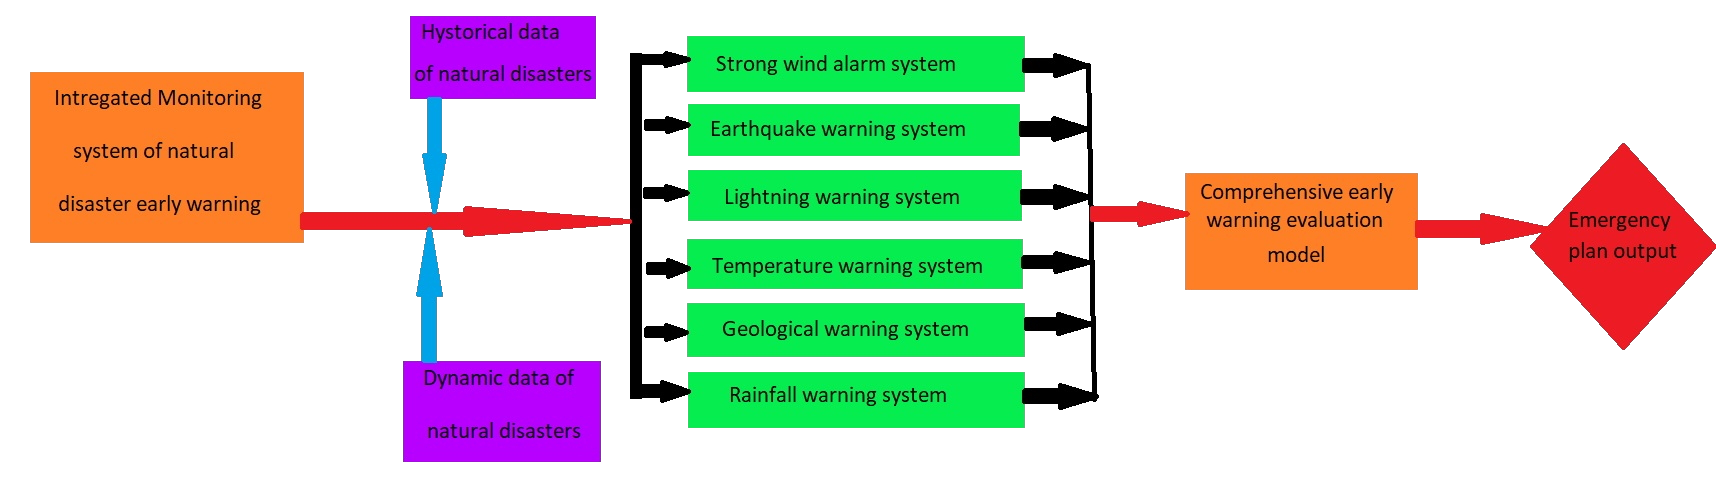 Intregated Monitoring
system of natural
disaster early warning
Hystorical data
of natural disasters
Dynamic data of
natural disasters
Strong wind alarm system
Earthquake warning system
Lightning warning system
Temperature warning system
Geological warning system
Rainfall warning system
Comprehensive early
warning evaluation
model
Emergency
plan output